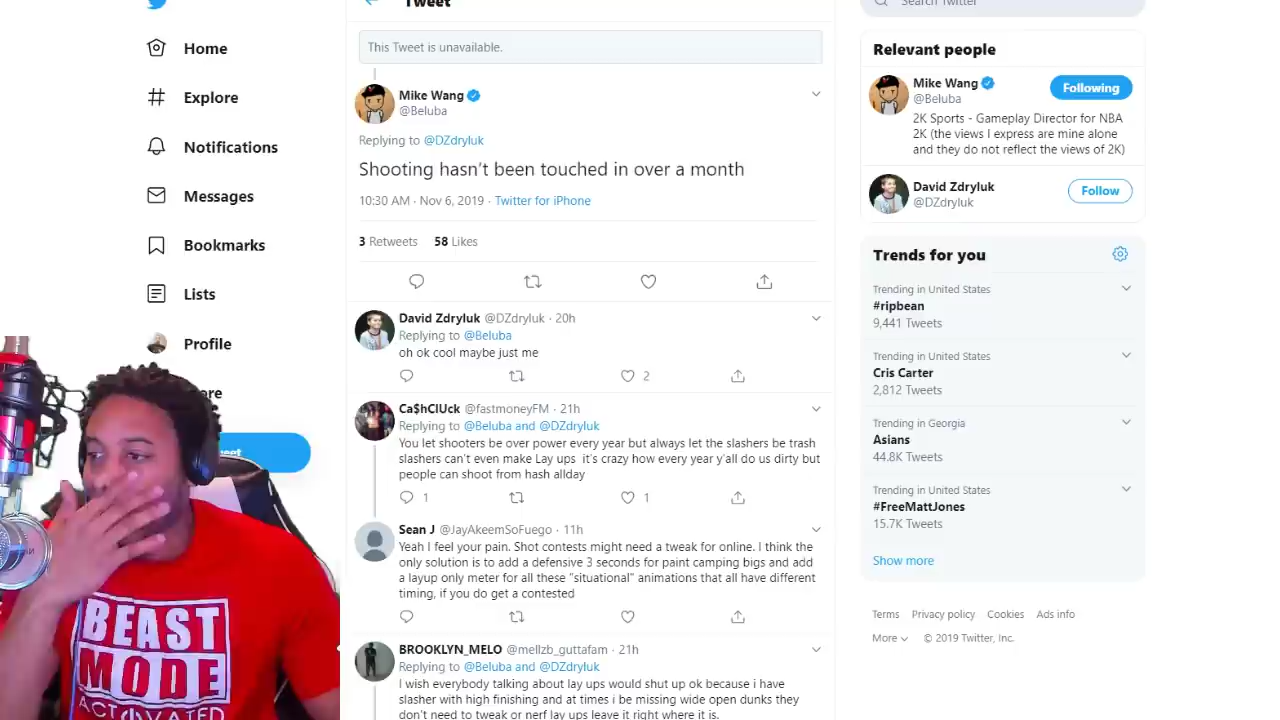 Tweet
Search Twitter
This Tweet is unavailable.
Home
Explore
Notifications
Messages
Bookmarks
Lists
Profile
Mike Wang
@Beluba
Replying to @DZdryluk
Shooting hasn't been touched in over a month
10:30 AM · Nov 6, 2019 · Twitter for iPhone
3 Retweets 58 Likes
David Zdryluk @DZdryluk · 20h
Replying to @Beluba
oh ok cool maybe just me
2
Ca$hClUck @fastmoneyFM · 21h
Replying to @Beluba and @DZdryluk
You let shooters be over power every year but always let the slashers be trash
slashers can't even make Lay ups it's crazy how every year y'all do us dirty but
people can shoot from hash allday
1 1
Sean J @JayAkeemSoFuego · 11h
Yeah I feel your pain. Shot contests might need a tweak for online. I think the
only solution is to add a defensive 3 seconds for paint camping bigs and add
a layup only meter for all these "situational" animations that all have different
timing, if you do get a contested
BROOKLYN_MELO @mellzb_guttafam · 21h
Replying to @Beluba and @DZdryluk
I wish everybody talking about lay ups would shut up ok because i have
slasher with high finishing and at times i be missing wide open dunks they
don't need to tweak or nerf lay ups leave it right where it is.
Relevant people
Mike Wang
@Beluba
Following
2K Sports - Gameplay Director for NBA
2K (the views I express are mine alone
and they do not reflect the views of 2K)
David Zdryluk
@DZdryluk
Follow
Trends for you
Trending in United States
#ripbean
9,441 Tweets
Trending in United States
Cris Carter
2,812 Tweets
Trending in Georgia
Asians
44.8K Tweets
Trending in United States
#FreeMattJones
15.7K Tweets
Show more
Terms Privacy policy Cookies Ads info
More © 2019 Twitter, Inc.
BEAST
MODE
ACTIVATED